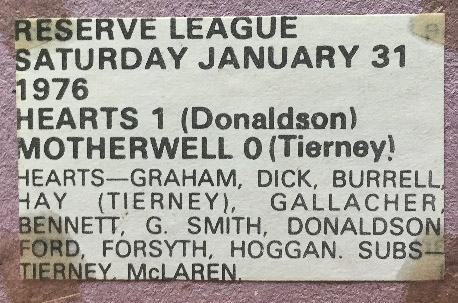 RESERVE LEAGUE
SATURDAY JANUARY 31
1976
HEARTS 1 (Donaldson)
MOTHERWELL 0 (Tierney)
HEARTS—GRAHAM, DICK, BURRELL,
HAY (TIERNEY), GALLACHER,
BENNETT, G. SMITH, DONALDSON
FORD, FORSYTH, HOGGAN. SUBS—
TIERNEY, McLAREN.